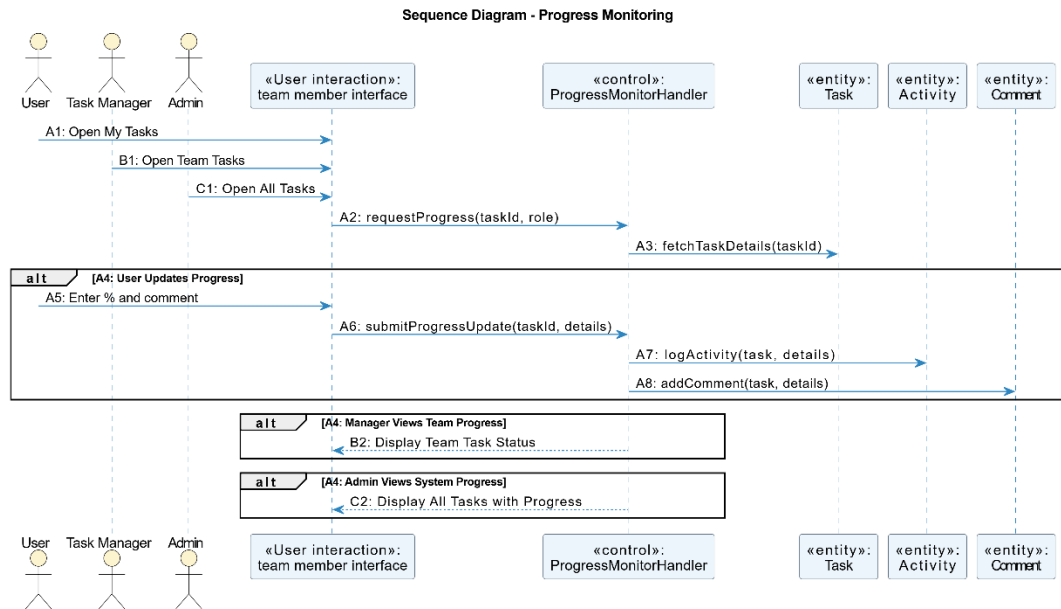 Sequence Diagram - Progress Monitoring
User
Task Manager
Admin
«User interaction»:
team member interface
«control»:
ProgressMonitorHandler
«entity»:
Task
«entity»:
Activity
«entity»:
Comment
A1: Open My Tasks
B1: Open Team Tasks
C1: Open All Tasks
A2: requestProgress(taskId, role)
A3: fetchTaskDetails(taskId)
alt [A4: User Updates Progress]
A5: Enter % and comment
A6: submitProgressUpdate(taskId, details)
A7: logActivity(task, details)
A8: addComment(task, details)
alt [A4: Manager Views Team Progress]
B2: Display Team Task Status
alt [A4: Admin Views System Progress]
C2: Display All Tasks with Progress
User
Task Manager
Admin
«User interaction»:
team member interface
«control»:
ProgressMonitorHandler
«entity»:
Task
«entity»:
Activity
«entity»:
Comment